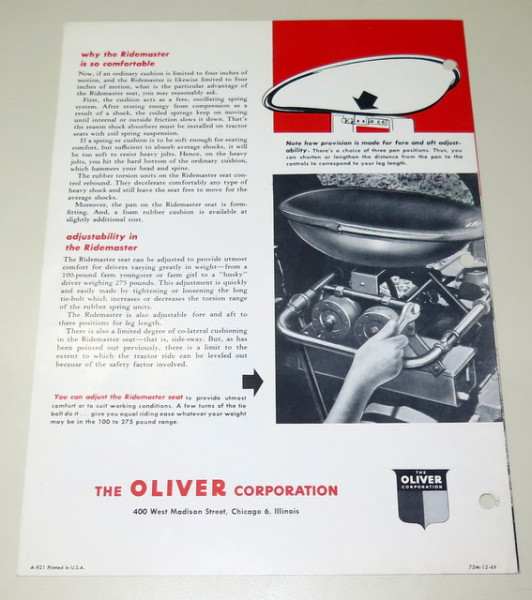 why the Ridemaster
is so comfortable
Now, if an ordinary cushion is limited to four inches of
motion, and the Ridemaster is likewise limited to four
inches of motion, what is the particular advantage of
the Ridemaster seat, you may reasonably ask.
First, the cushion acts as a free, oscillating spring
system. After storing energy from compression as a
result of a shock, the coiled springs keep on moving
until internal or outside friction slows it down. That's
the reason shock absorbers must be installed on tractor
seats with coil spring suspension.
If a spring or cushion is to be soft enough for seating
comfort, but sufficient to absorb average shocks, it will
be too soft to resist heavy jolts. Hence, on the heavy
jolts, you hit the hard bottom of the ordinary cushion,
which hammers your head and spine.
The rubber torsion units on the Ridemaster seat con-
trol rebound. They decelerate comfortably any type of
heavy shock and still leave the seat free to move for the
average shocks.
Moreover, the pan on the Ridemaster seat is form-
fitting. And, a foam rubber cushion is available at
slightly additional cost.
adjustability in
the Ridemaster
The Ridemaster seat can be adjusted to provide utmost
comfort for drivers varying greatly in weight—from a
100-pound farm youngster or farm girl to a "husky"
driver weighing 275 pounds. This adjustment is quickly
and easily made by tightening or loosening the long
tie-bolt which increases or decreases the torsion range
of the rubber spring units.
The Ridemaster is also adjustable fore and aft to
three positions for leg length.
There is also a limited degree of co-lateral cushioning
in the Ridemaster seat—that is, side-sway. But, as has
been pointed out previously, there is a limit to the
extent to which the tractor ride can be leveled out
because of the safety factor involved.
You can adjust the Ridemaster seat to provide utmost
comfort or to suit working conditions. A few turns of the tie
bolt do it . . . give you equal riding ease whatever your weight
may be in the 100 to 275 pound range.
Note how provision is made for fore and aft adjust-
ability. There's a choice of three pan positions. Thus, you
can shorten or lengthen the distance from the pan to the
controls to correspond to your leg length.
THE OLIVER CORPORATION
400 West Madison Street, Chicago 6, Illinois
THE
OLIVER
CORPORATION
A-921 Printed in U.S.A.
75M-12-49